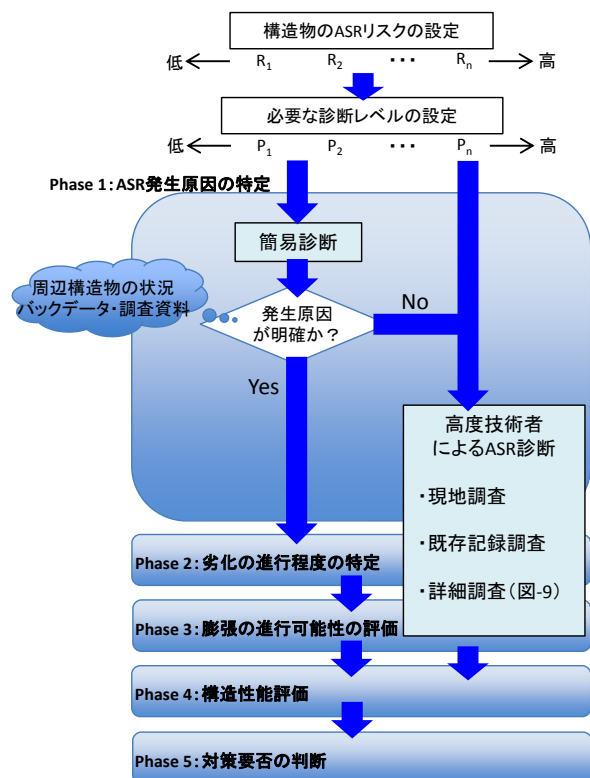 構造物のASRリスクの設定
低 R1 R2 ・・・ Rn 高
必要な診断レベルの設定
低 P1 P2 ・・・ Pn 高
Phase 1:ASR発生原因の特定
簡易診断
周辺構造物の状況
バックデータ・調査資料
発生原因
が明確か?
No
Yes
高度技術者
によるASR診断
・現地調査
・既存記録調査
・詳細調査(図-9)
Phase 2:劣化の進行程度の特定
Phase 3:膨張の進行可能性の評価
Phase 4:構造性能評価
Phase 5:対策要否の判断